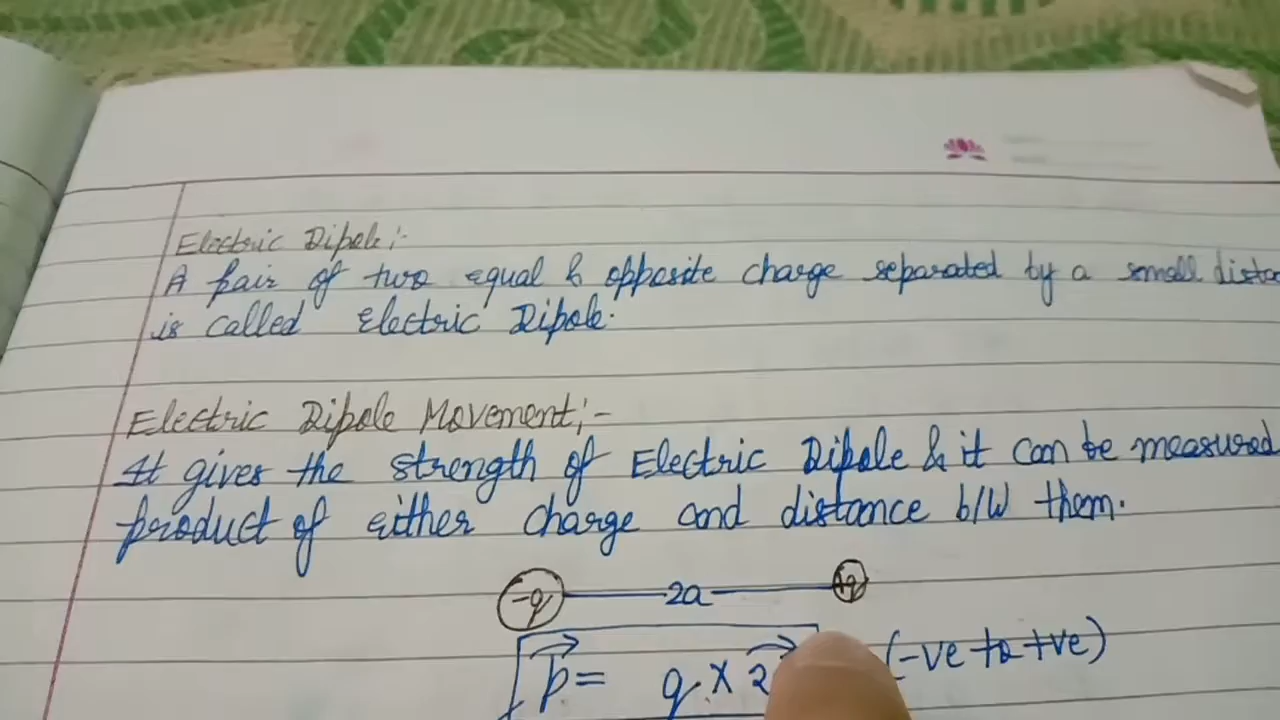 Electric Dipole:-
A pair of two equal & opposite charge separated by a small
is called Electric Dipole.
Electric Dipole Movement:-
It gives the strength of Electric Dipole & it can be measured
product of either charge and distance b/w them.
-q 2a +q
p = q × 2 (-ve to +ve)